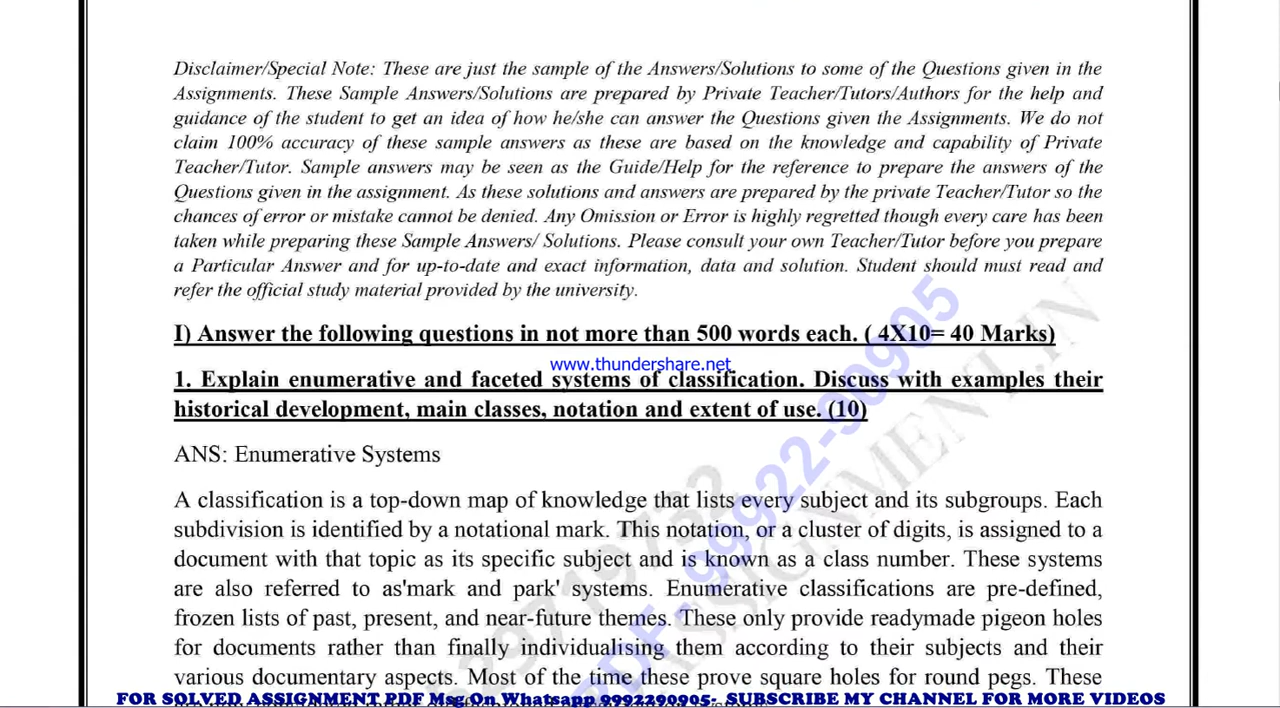 Disclaimer/Special Note: These are just the sample of the Answers/Solutions to some of the Questions given in the
Assignments. These Sample Answers/Solutions are prepared by Private Teacher/Tutors/Authors for the help and
guidance of the student to get an idea of how he/she can answer the Questions given the Assignments. We do not
claim 100% accuracy of these sample answers as these are based on the knowledge and capability of Private
Teacher/Tutor. Sample answers may be seen as the Guide/Help for the reference to prepare the answers of the
Questions given in the assignment. As these solutions and answers are prepared by the private Teacher/Tutor so the
chances of error or mistake cannot be denied. Any Omission or Error is highly regretted though every care has been
taken while preparing these Sample Answers/ Solutions. Please consult your own Teacher/Tutor before you prepare
a Particular Answer and for up-to-date and exact information, data and solution. Student should must read and
refer the official study material provided by the university.
I) Answer the following questions in not more than 500 words each. ( 4X10= 40 Marks)
www.thundershare.net
1. Explain enumerative and faceted systems of classification. Discuss with examples their
historical development, main classes, notation and extent of use. (10)
ANS: Enumerative Systems
A classification is a top-down map of knowledge that lists every subject and its subgroups. Each
subdivision is identified by a notational mark. This notation, or a cluster of digits, is assigned to a
document with that topic as its specific subject and is known as a class number. These systems
are also referred to as'mark and park' systems. Enumerative classifications are pre-defined,
frozen lists of past, present, and near-future themes. These only provide readymade pigeon holes
for documents rather than finally individualising them according to their subjects and their
various documentary aspects. Most of the time these prove square holes for round pegs. These
FOR SOLVED ASSIGNMENT PDF Msg On Whatsapp 9992290905- SUBSCRIBE MY CHANNEL FOR MORE VIDEOS
PDF- 99922-90905
ASSIGNMENT.IN